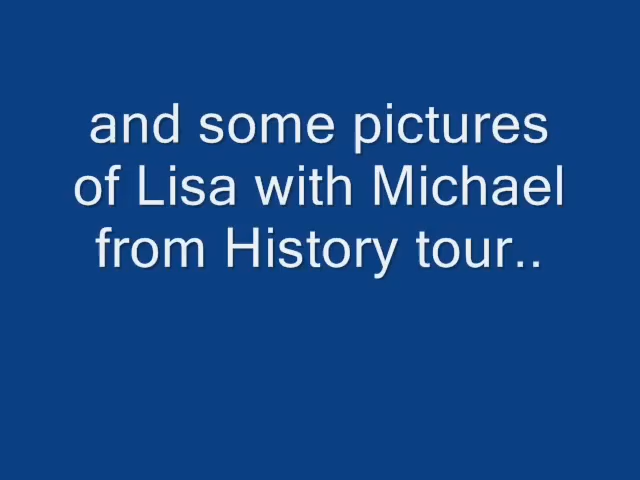 and some pictures
of Lisa with Michael
from History tour..